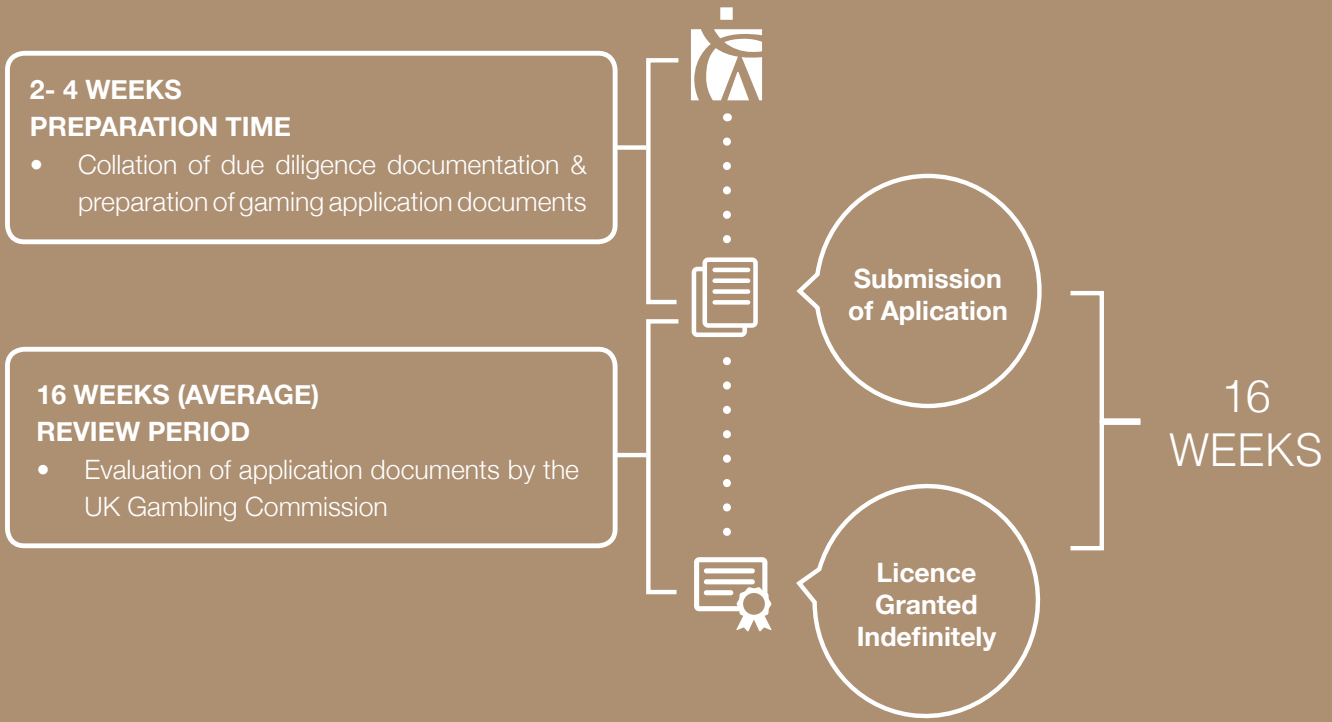 2- 4 WEEKS
PREPARATION TIME
• Collation of due diligence documentation &
preparation of gaming application documents
Submission
of Aplication
16 WEEKS (AVERAGE)
REVIEW PERIOD
• Evaluation of application documents by the
UK Gambling Commission
16
WEEKS
Licence
Granted
Indefinitely